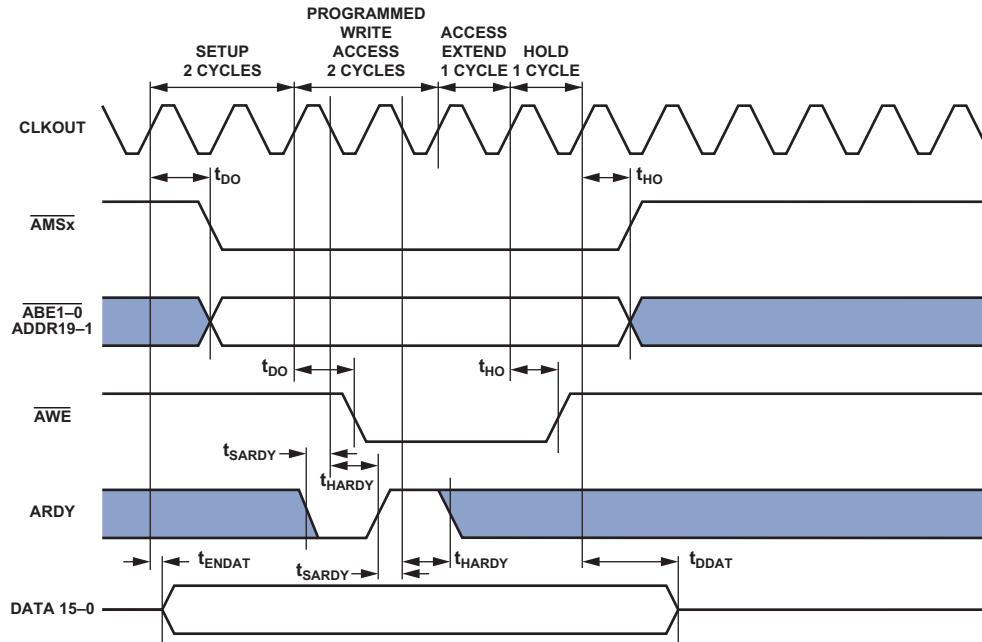 SETUP
2 CYCLES
PROGRAMMED
WRITE
ACCESS
2 CYCLES
ACCESS
EXTEND
1 CYCLE
HOLD
1 CYCLE
CLKOUT
tDO
tHO
AMSx
ABE1–0
ADDR19–1
tDO
tHO
AWE
tSARDY
tHARDY
ARDY
tENDAT
tSARDY
tHARDY
tDDAT
DATA 15–0